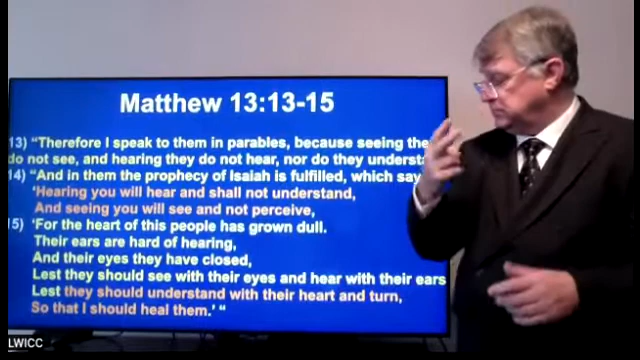 Matthew 13:13-15
13) “Therefore I speak to them in parables, because seeing the
do not see, and hearing they do not hear, nor do they understa
14) “And in them the prophecy of Isaiah is fulfilled, which say
‘Hearing you will hear and shall not understand,
And seeing you will see and not perceive,
5) ‘For the heart of this people has grown dull.
Their ears are hard of hearing,
And their eyes they have closed,
Lest they should see with their eyes and hear with their ears
Lest they should understand with their heart and turn,
So that I should heal them.’ “
LWICC